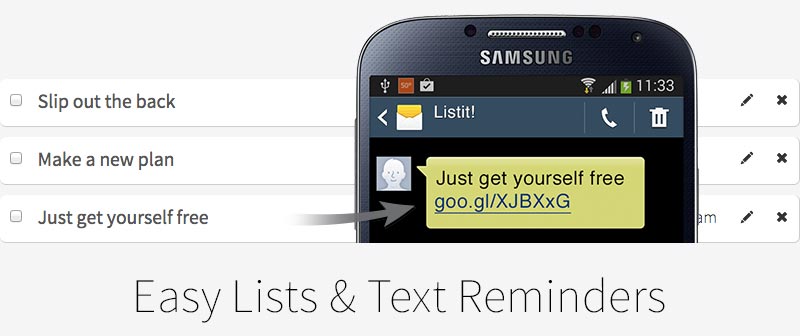 SAMSUNG
50°
11:33
Slip out the back
Listit!
Make a new plan
Just get yourself free
goo.gl/XJBXxG
Just get yourself free
am
Easy Lists & Text Reminders